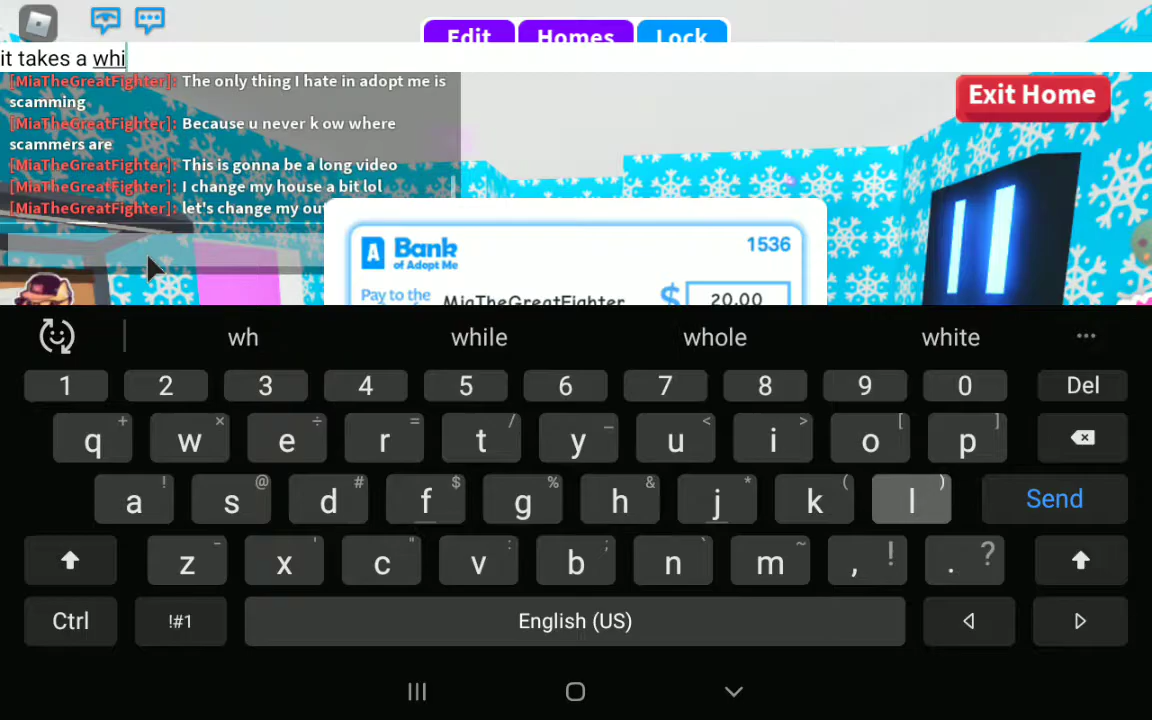 Edit Homes Lock
it takes a whi
[MiaTheGreatFighter]: The only thing I hate in adopt me is
scamming
[MiaTheGreatFighter]: Because u never k ow where
scammers are
[MiaTheGreatFighter]: This is gonna be a long video
[MiaTheGreatFighter]: I change my house a bit lol
[MiaTheGreatFighter]: let's change my ou
Exit Home
A Bank
of Adopt Me
1536
Pay to the
MiaTheGreatFighter $ 20.00
wh while whole white ...
1 2 3 4 5 6 7 8 9 0 Del
+ × ÷ = / _ < > [ ]
q w e r t y u i o p
! @ # $ % & * ( )
a s d f g h j k l Send
- ' " : ; ` ~ ! ?
z x c v b n m , .
Ctrl !#1 English (US)